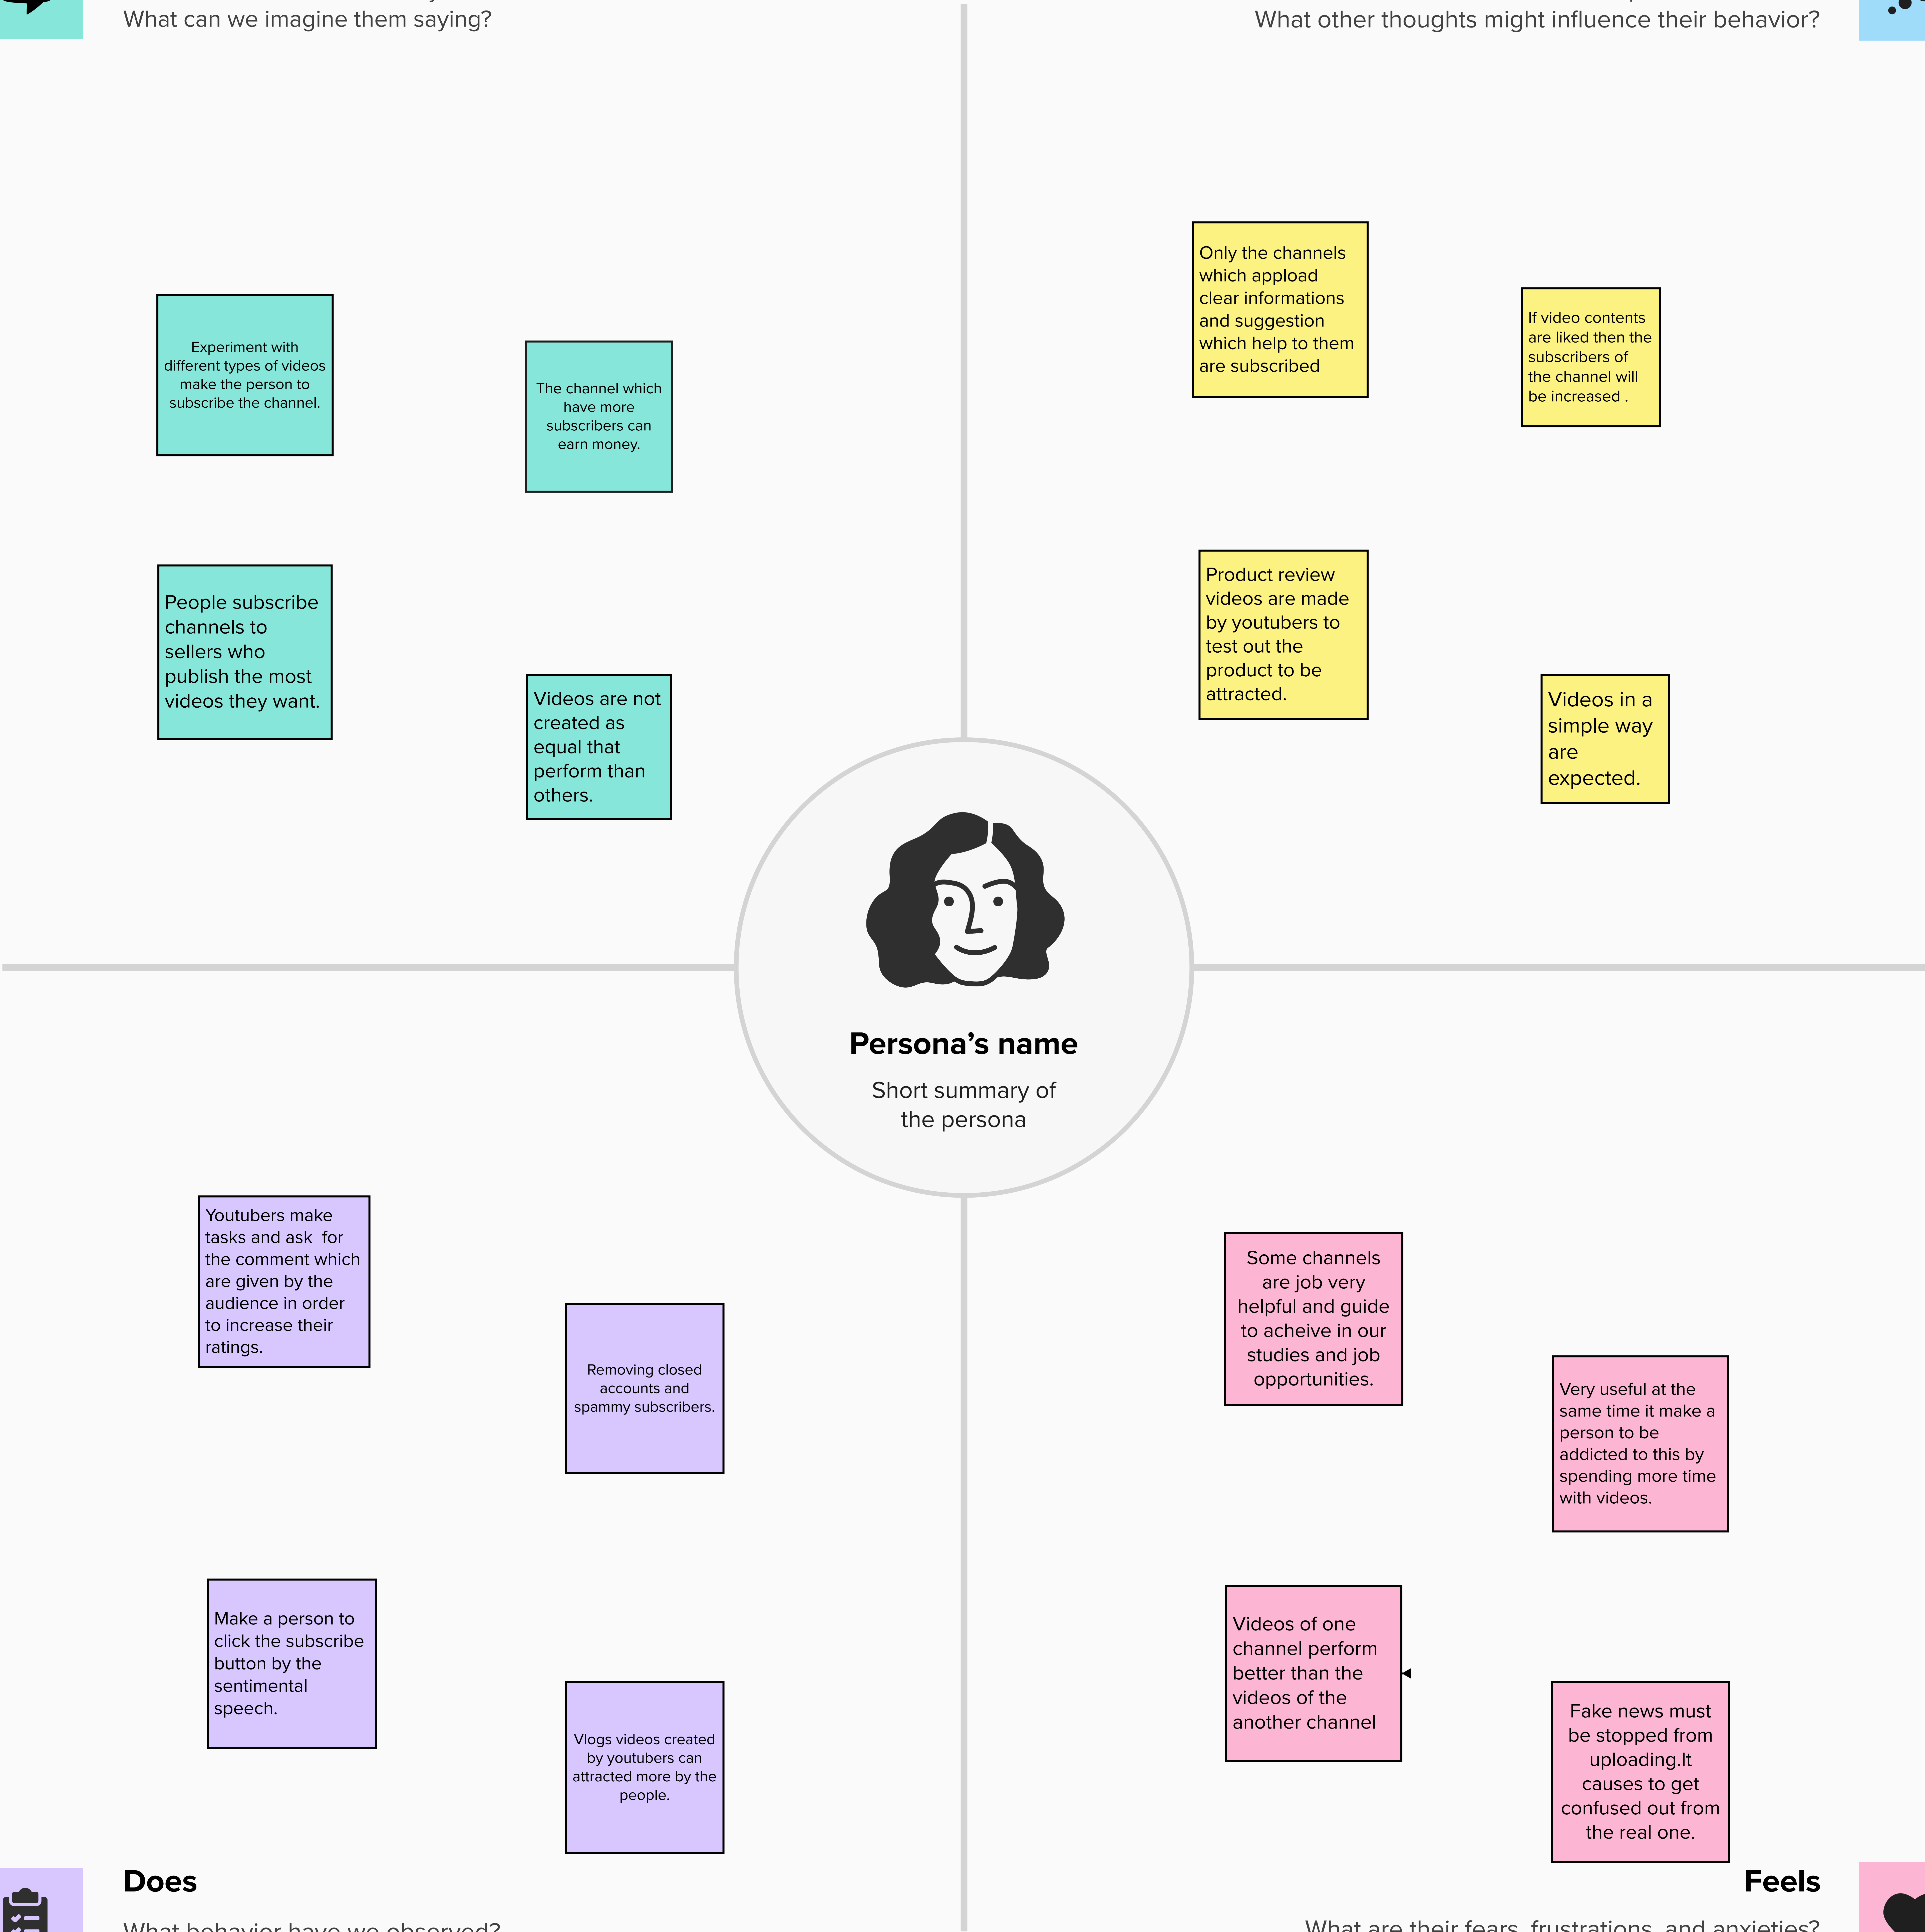 What can we imagine them saying?
What other thoughts might influence their behavior?
Experiment with
different types of videos
make the person to
subscribe the channel.
The channel which
have more
subscribers can
earn money.
People subscribe
channels to
sellers who
publish the most
videos they want.
Videos are not
created as
equal that
perform than
others.
Only the channels
which appload
clear informations
and suggestion
which help to them
are subscribed
If video contents
are liked then the
subscribers of
the channel will
be increased .
Product review
videos are made
by youtubers to
test out the
product to be
attracted.
Videos in a
simple way
are
expected.
Persona’s name
Short summary of
the persona
Youtubers make
tasks and ask  for
the comment which
are given by the
audience in order
to increase their
ratings.
Removing closed
accounts and
spammy subscribers.
Make a person to
click the subscribe
button by the
sentimental
speech.
Vlogs videos created
by youtubers can
attracted more by the
people.
Some channels
are job very
helpful and guide
to acheive in our
studies and job
opportunities.
Very useful at the
same time it make a
person to be
addicted to this by
spending more time
with videos.
Videos of one
channel perform
better than the
videos of the
another channel
Fake news must
be stopped from
uploading.It
causes to get
confused out from
the real one.
Does
What behavior have we observed?
Feels
What are their fears, frustrations, and anxieties?